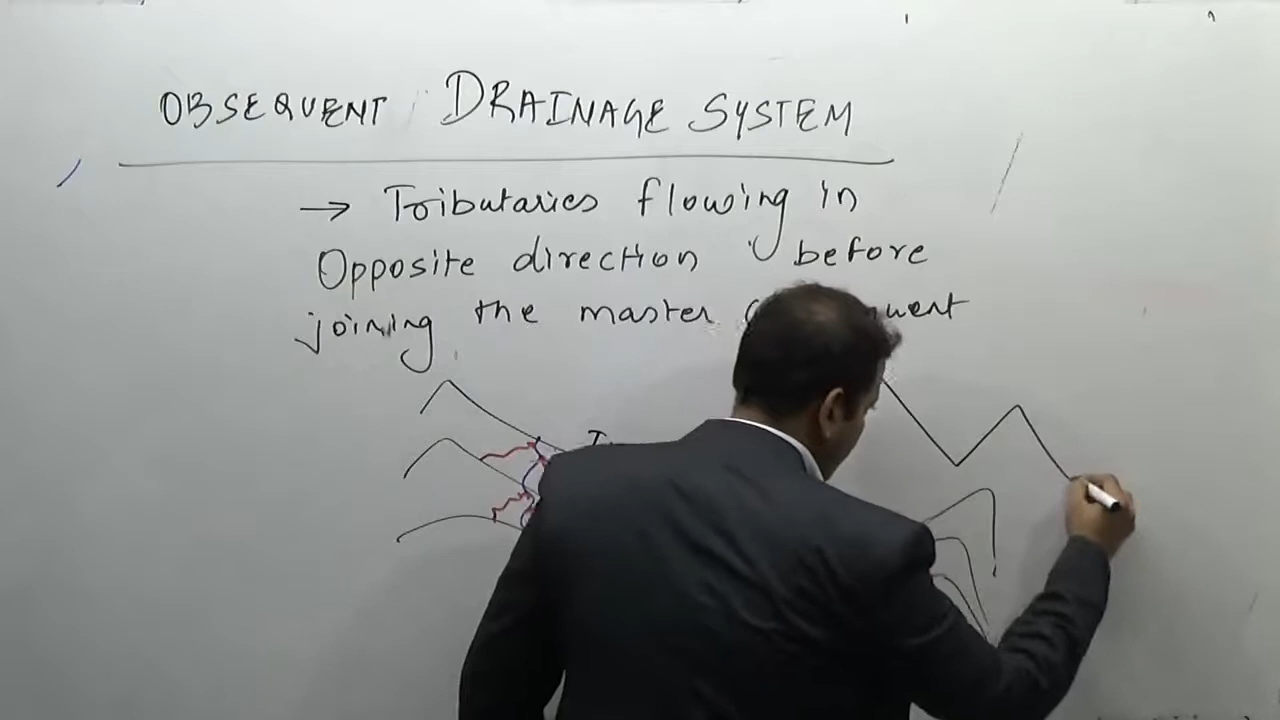 OBSEQUENT DRAINAGE SYSTEM
→ Tributaries flowing in
Opposite direction before
joining the master